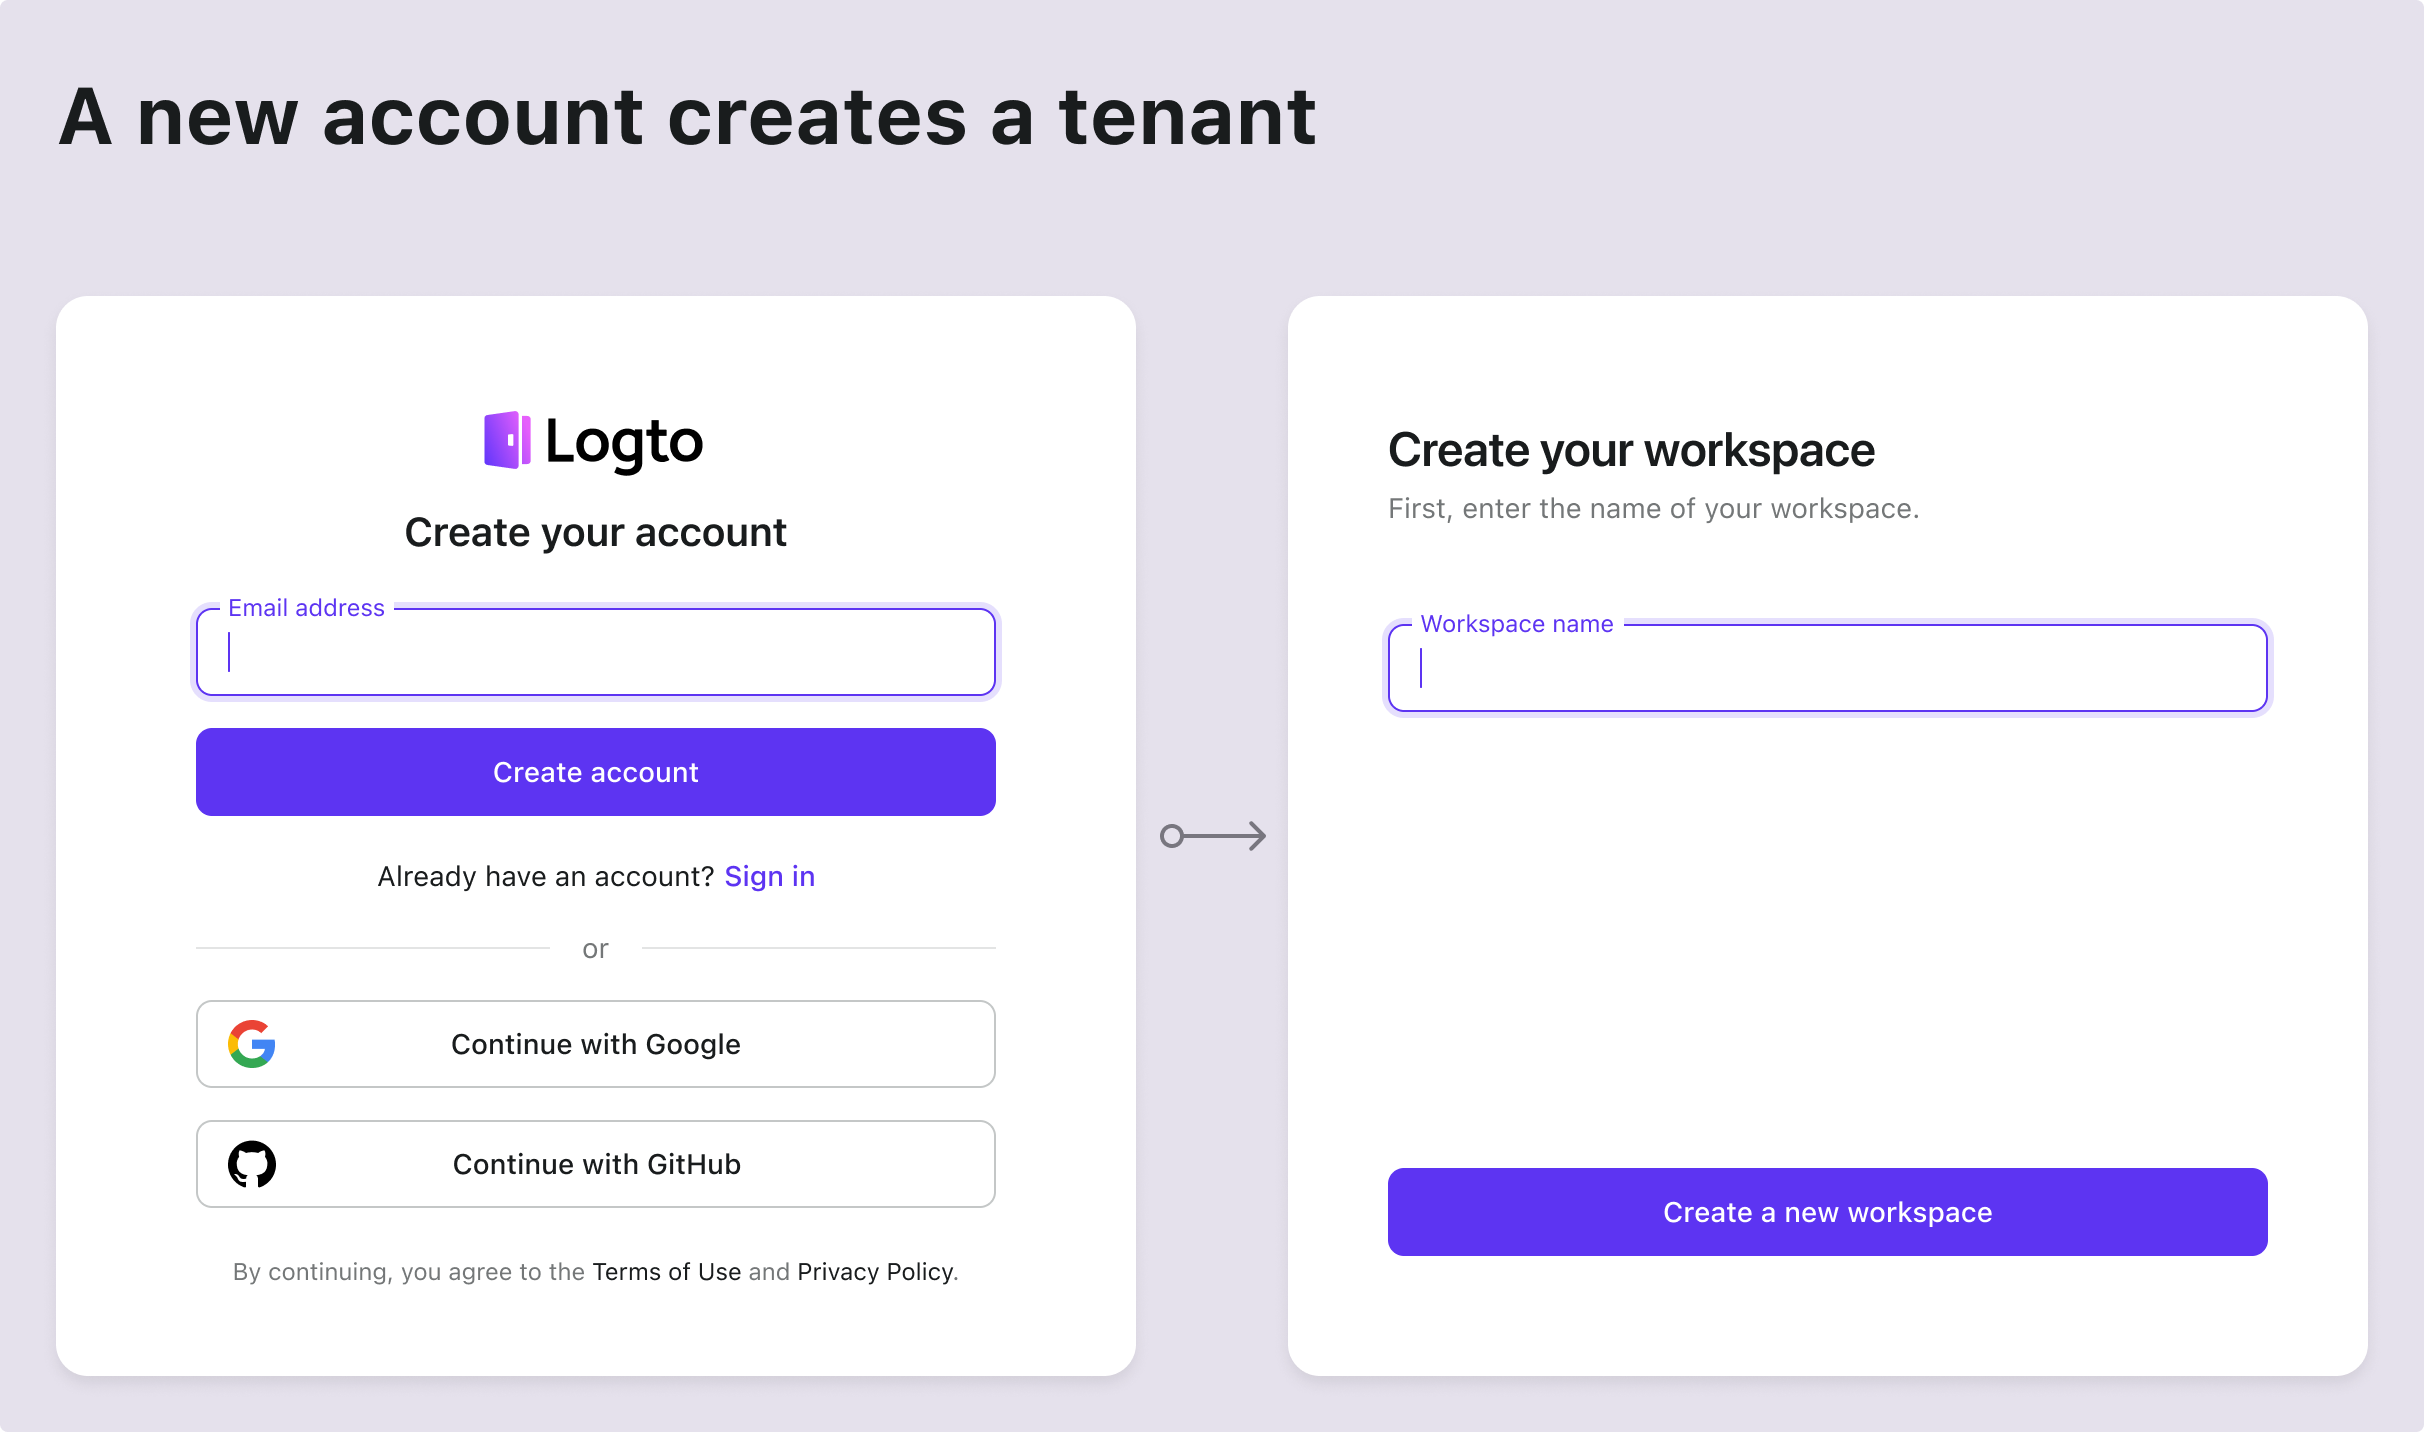 A new account creates a tenant
Logto
Create your account
Email address
Create account
Already have an account? Sign in
or
Continue with Google
Continue with GitHub
By continuing, you agree to the Terms of Use and Privacy Policy.
Create your workspace
First, enter the name of your workspace.
Workspace name
Create a new workspace